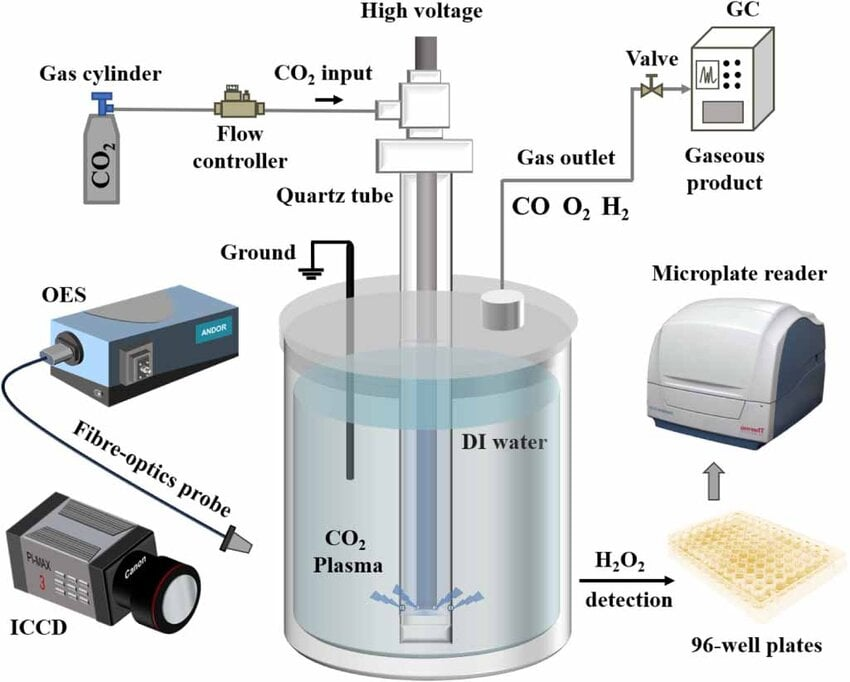 High voltage
GC
Gas cylinder
CO₂ input
Valve
CO₂
Flow
controller
Gas outlet
Gaseous
product
Quartz tube
CO O₂ H₂
Ground
Microplate reader
OES
ANDOR
DI water
Fibre-optics probe
CO₂
Plasma
PI-MAX
3
Canon
H₂O₂
detection
ICCD
96-well plates